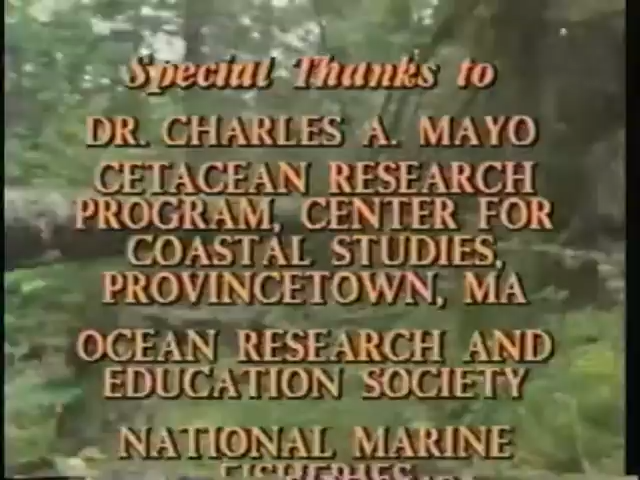 Special Thanks to
DR. CHARLES A. MAYO
CETACEAN RESEARCH
PROGRAM, CENTER FOR
COASTAL STUDIES,
PROVINCETOWN, MA
OCEAN RESEARCH AND
EDUCATION SOCIETY
NATIONAL MARINE
FISHERIES